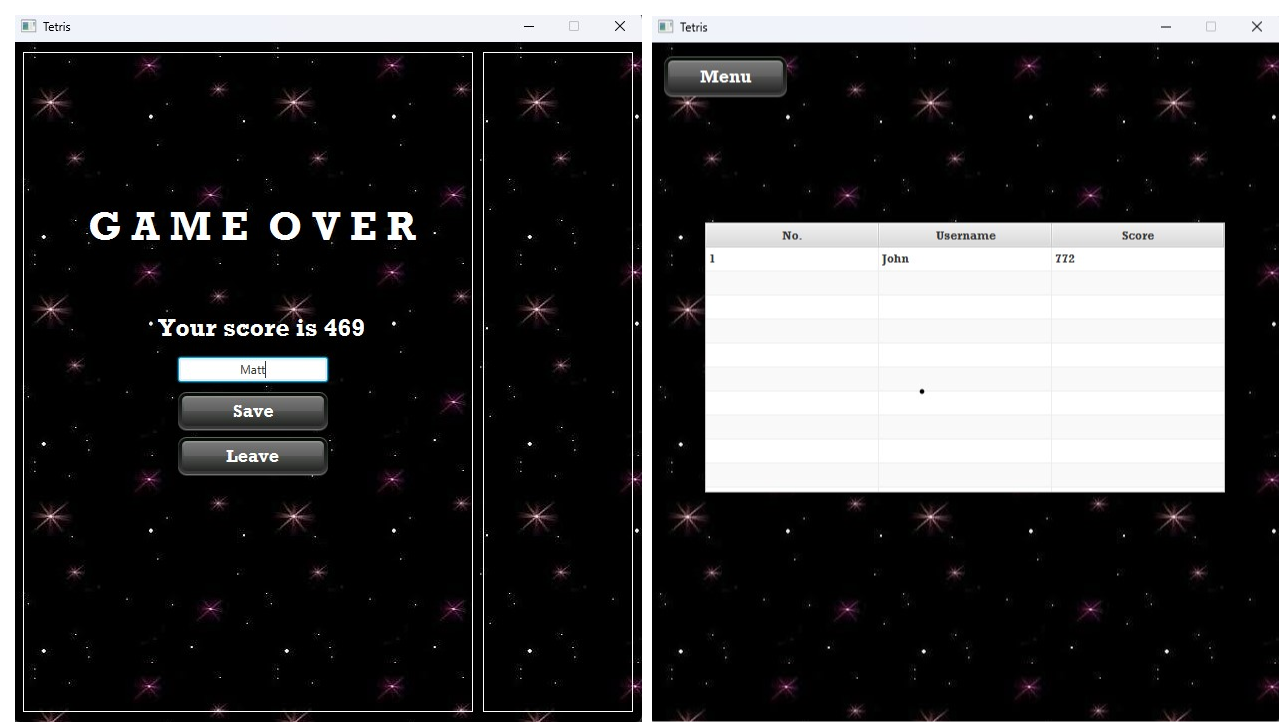 Tetris
GAME OVER
Your score is 469
Matt
Save
Leave
Tetris
Menu
No. Username Score
1 John 772